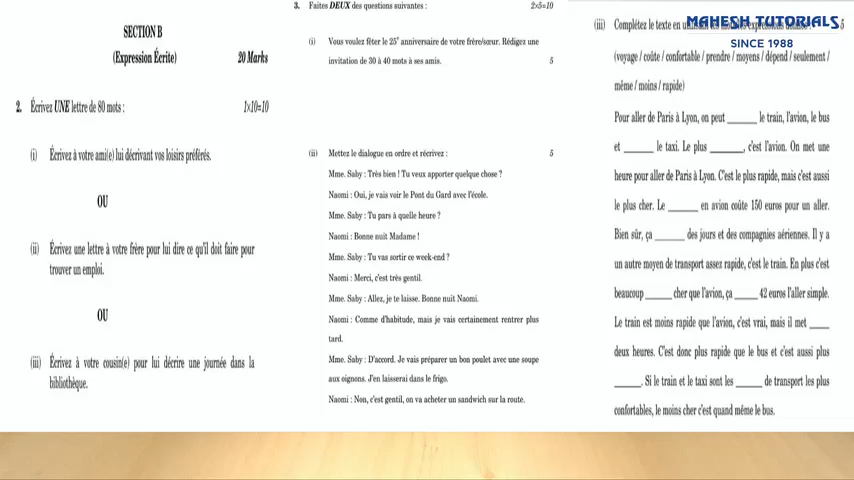 SECTION B
(Expression Écrite) 20 Marks
2. Écrivez UNE lettre de 80 mots : 1×10=10
(i) Écrivez à votre ami(e) lui décrivant vos loisirs préférés.
OU
(ii) Écrivez une lettre à votre frère pour lui dire ce qu'il doit faire pour
trouver un emploi.
OU
(iii) Écrivez à votre cousin(e) pour lui décrire une journée dans la
bibliothèque.
3. Faites DEUX des questions suivantes : 2×5=10
(i) Vous voulez fêter le 25e anniversaire de votre frère/sœur. Rédigez une
invitation de 30 à 40 mots à ses amis. 5
(ii) Mettez le dialogue en ordre et récrivez : 5
Mme. Saby : Très bien ! Tu veux apporter quelque chose ?
Naomi : Oui, je vais voir le Pont du Gard avec l'école.
Mme. Saby : Tu pars à quelle heure ?
Naomi : Bonne nuit Madame !
Mme. Saby : Tu vas sortir ce week-end ?
Naomi : Merci, c'est très gentil.
Mme. Saby : Allez, je te laisse. Bonne nuit Naomi.
Naomi : Comme d'habitude, mais je vais certainement rentrer plus
tard.
Mme. Saby : D'accord. Je vais préparer un bon poulet avec une soupe
aux oignons. J'en laisserai dans le frigo.
Naomi : Non, c'est gentil, on va acheter un sandwich sur la route.
(iii) Complétez le texte en 5
MAHESH TUTORIALS
SINCE 1988
(voyage / coûte / confortable / prendre / moyens / dépend / seulement /
même / moins / rapide)
Pour aller de Paris à Lyon, on peut ______ le train, l'avion, le bus
et ______ le taxi. Le plus ______, c'est l'avion. On met une
heure pour aller de Paris à Lyon. C'est le plus rapide, mais c'est aussi
le plus cher. Le ______ en avion coûte 150 euros pour un aller.
Bien sûr, ça ______ des jours et des compagnies aériennes. Il y a
un autre moyen de transport assez rapide, c'est le train. En plus c'est
beaucoup ______ cher que l'avion, ça ______ 42 euros l'aller simple.
Le train est moins rapide que l'avion, c'est vrai, mais il met ____
deux heures. C'est donc plus rapide que le bus et c'est aussi plus
______. Si le train et le taxi sont les ______ de transport les plus
confortables, le moins cher c'est quand même le bus.